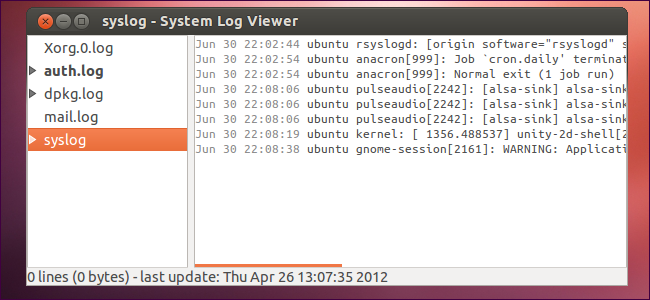 syslog - System Log Viewer
Xorg.0.log
auth.log
dpkg.log
mail.log
syslog
Jun 30 22:02:44 ubuntu rsyslogd: [origin software="rsyslogd" s
Jun 30 22:02:54 ubuntu anacron[999]: Job `cron.daily' terminat
Jun 30 22:02:54 ubuntu anacron[999]: Normal exit (1 job run)
Jun 30 22:08:06 ubuntu pulseaudio[2242]: [alsa-sink] alsa-sink
Jun 30 22:08:06 ubuntu pulseaudio[2242]: [alsa-sink] alsa-sink
Jun 30 22:08:06 ubuntu pulseaudio[2242]: [alsa-sink] alsa-sink
Jun 30 22:08:19 ubuntu kernel: [ 1356.488537] unity-2d-shell[2
Jun 30 22:08:38 ubuntu gnome-session[2161]: WARNING: Applicati
0 lines (0 bytes) - last update: Thu Apr 26 13:07:35 2012